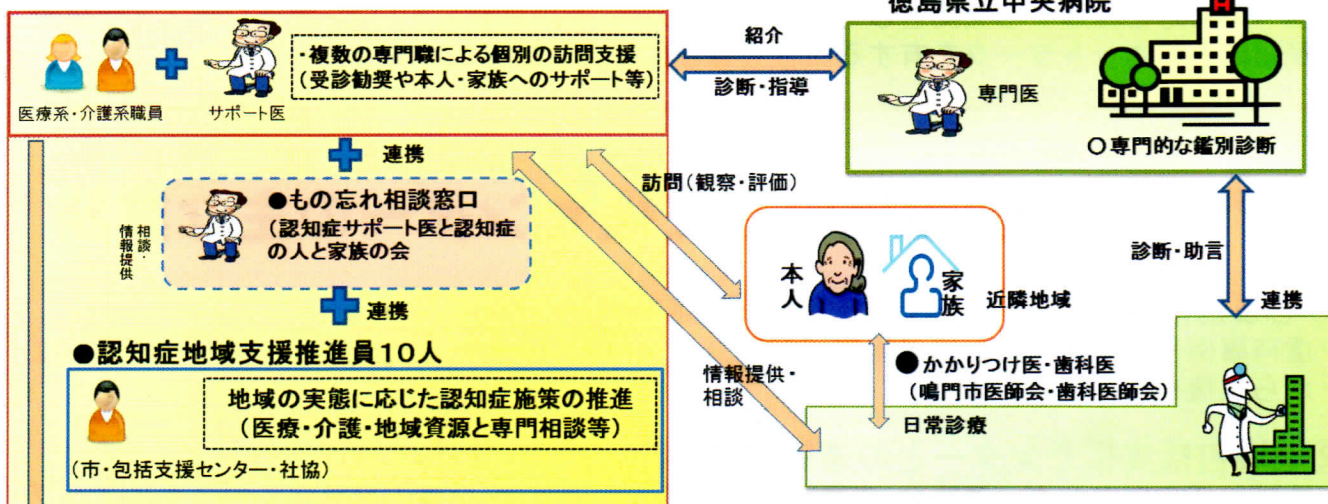 徳島県立中央病院
・複数の専門職による個別の訪問支援
(受診勧奨や本人・家族へのサポート等)
医療系・介護系職員
サポート医
紹介
診断・指導
専門医
H
〇専門的な鑑別診断
連携
●もの忘れ相談窓口
(認知症サポート医と認知症
の人と家族の会
相談・
情報提供
連携
訪問(観察・評価)
本人
家族
近隣地域
診断・助言
連携
●認知症地域支援推進員10人
地域の実態に応じた認知症施策の推進
(医療・介護・地域資源と専門相談等)
(市・包括支援センター・社協)
情報提供・
相談
●かかりつけ医・歯科医
(鳴門市医師会・歯科医師会)
日常診療